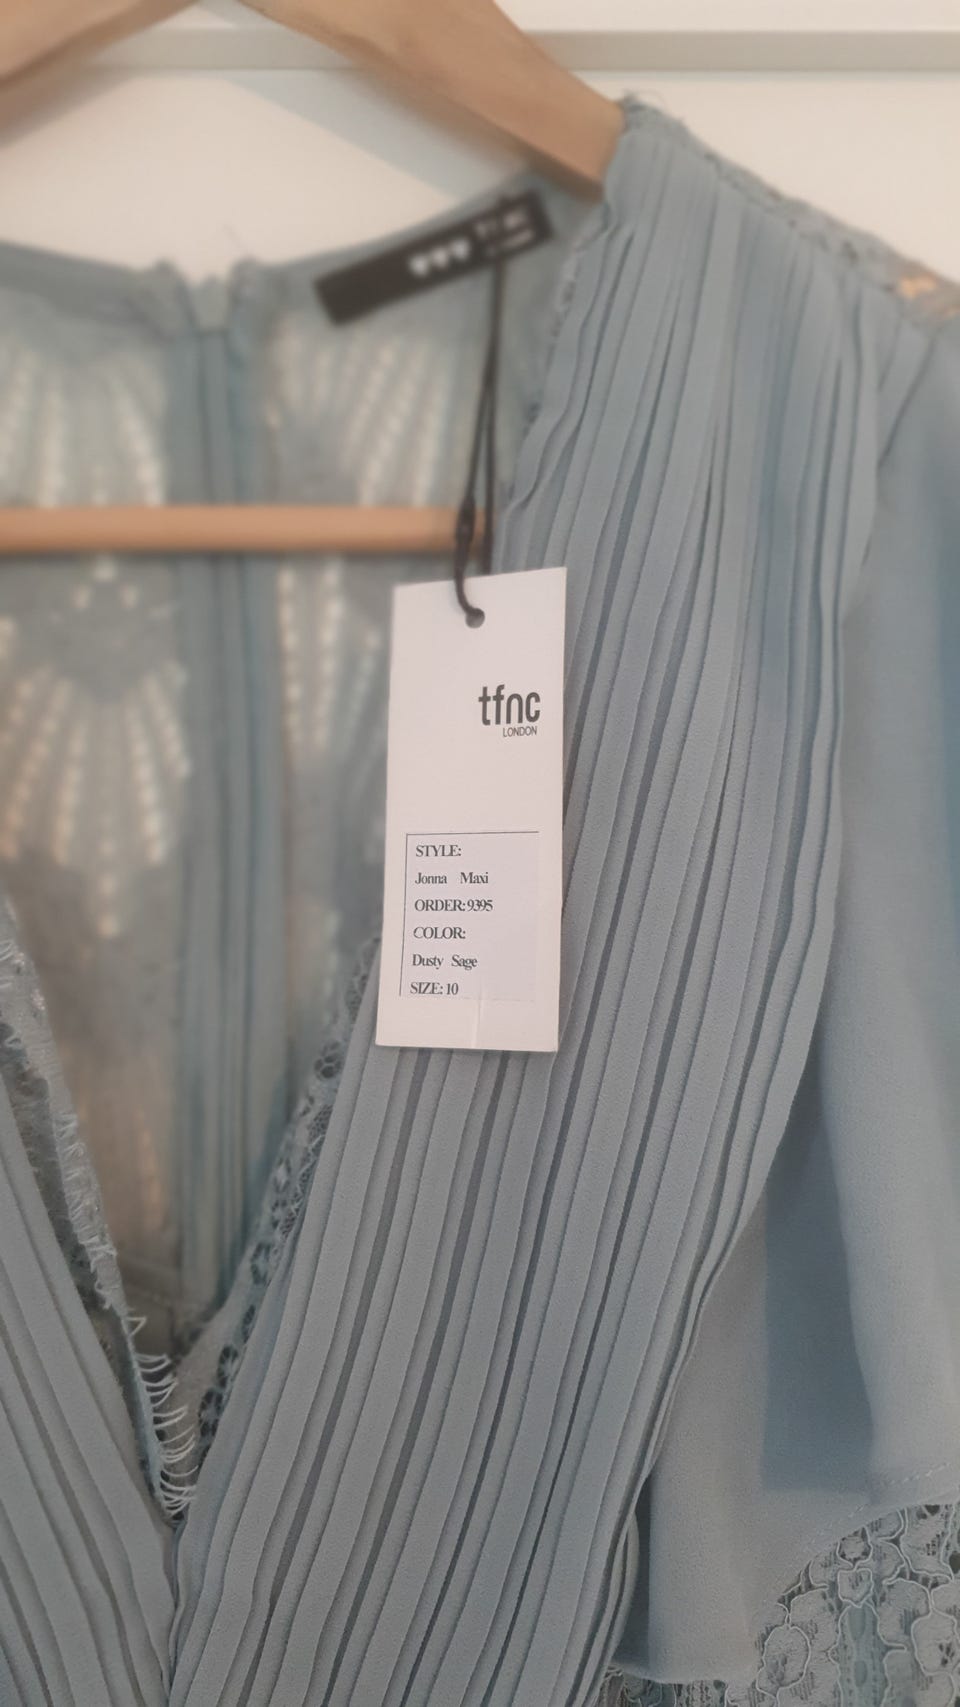 tfnc
LONDON
STYLE:
Jonna Maxi
ORDER: 9395
COLOR:
Dusty Sage
SIZE: 10